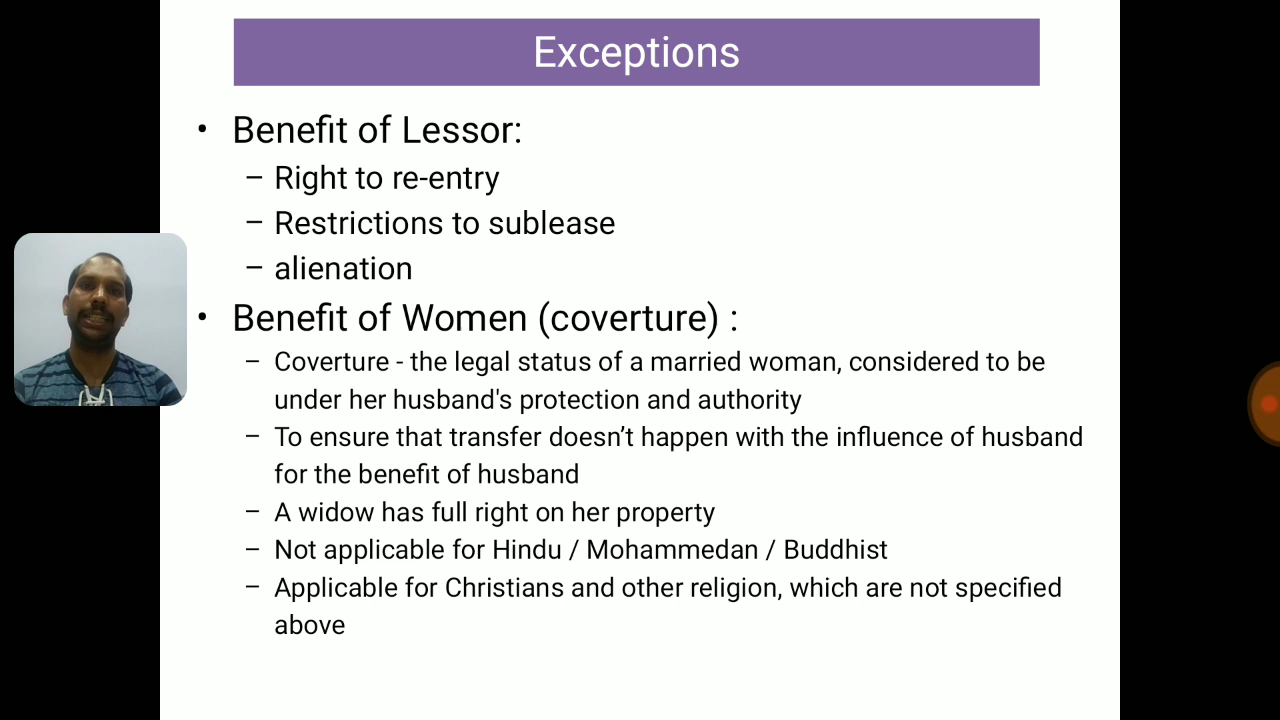 Exceptions
• Benefit of Lessor:
– Right to re-entry
– Restrictions to sublease
– alienation
• Benefit of Women (coverture) :
– Coverture - the legal status of a married woman, considered to be
under her husband's protection and authority
– To ensure that transfer doesn’t happen with the influence of husband
for the benefit of husband
– A widow has full right on her property
– Not applicable for Hindu / Mohammedan / Buddhist
– Applicable for Christians and other religion, which are not specified
above